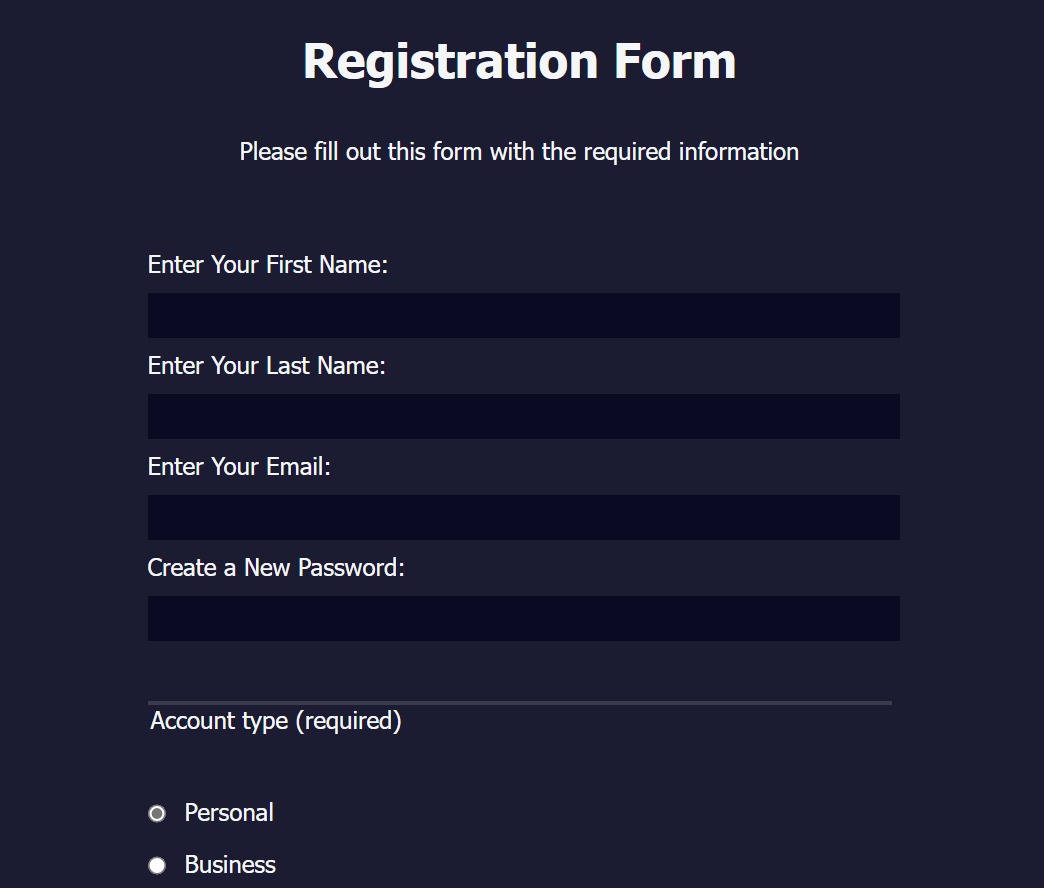 Registration Form
Please fill out this form with the required information
Enter Your First Name:
Enter Your Last Name:
Enter Your Email:
Create a New Password:
Account type (required)
Personal
Business